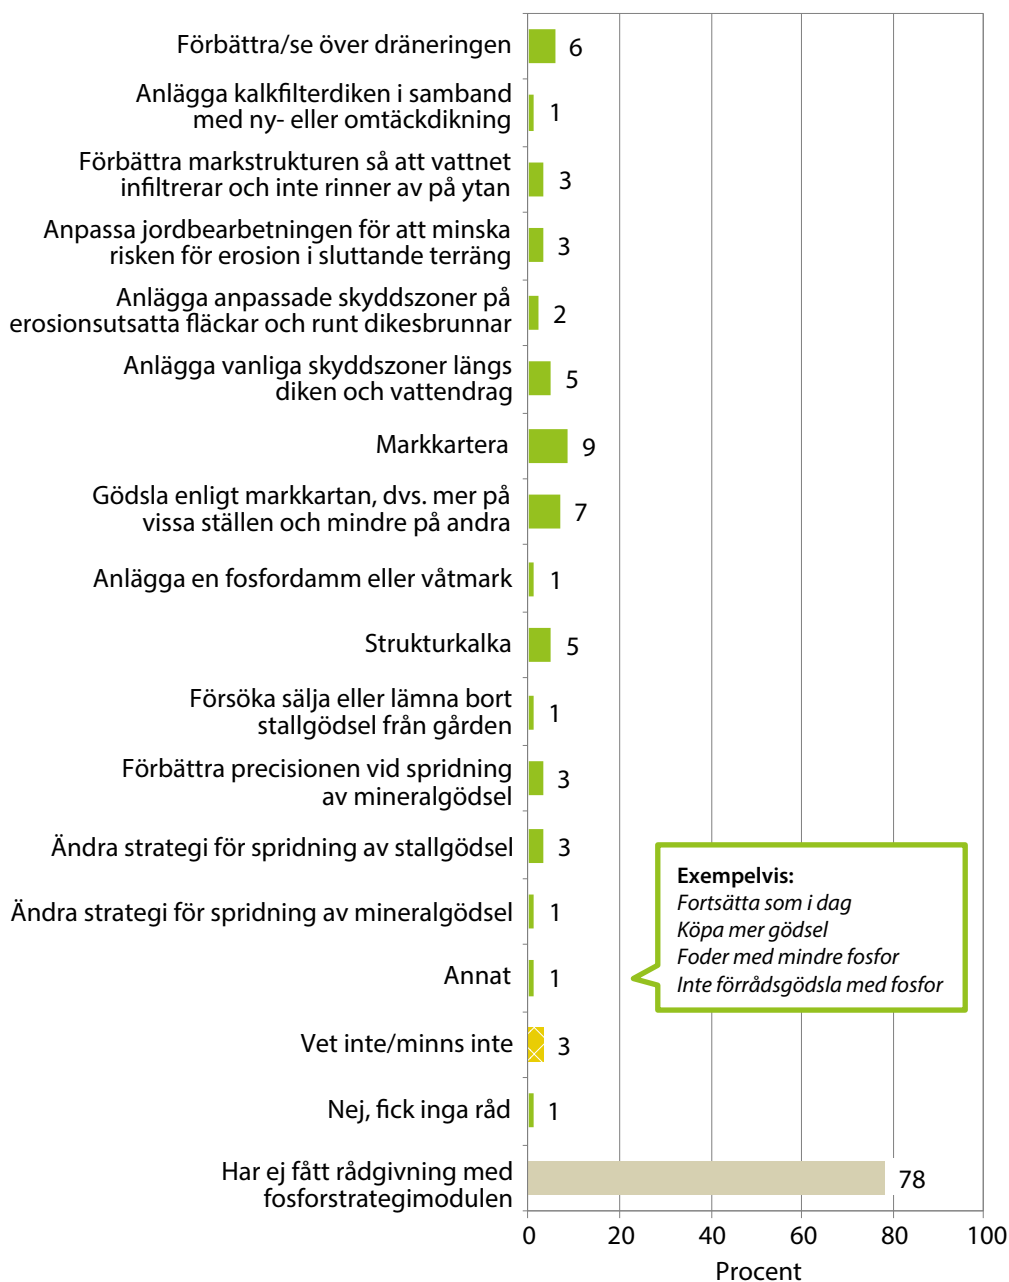 Förbättra/se över dräneringen
6
Anlägga kalkfilterdiken i samband
med ny- eller omtäckdikning
1
Förbättra markstrukturen så att vattnet
infiltrerar och inte rinner av på ytan
3
Anpassa jordbearbetningen för att minska
risken för erosion i sluttande terräng
3
Anlägga anpassade skyddszoner på
erosionsutsatta fläckar och runt dikesbrunnar
2
Anlägga vanliga skyddszoner längs
diken och vattendrag
5
Markkartera
9
Gödsla enligt markkartan, dvs. mer på
vissa ställen och mindre på andra
7
Anlägga en fosfordamm eller våtmark
1
Strukturkalka
5
Försöka sälja eller lämna bort
stallgödsel från gården
1
Förbättra precisionen vid spridning
av mineralgödsel
3
Ändra strategi för spridning av stallgödsel
3
Ändra strategi för spridning av mineralgödsel
1
Annat
1
Exempelvis:
Fortsätta som i dag
Köpa mer gödsel
Foder med mindre fosfor
Inte förrådsgödsla med fosfor
Vet inte/minns inte
3
Nej, fick inga råd
1
Har ej fått rådgivning med
fosforstrategimodulen
78
0 20 40 60 80 100
Procent